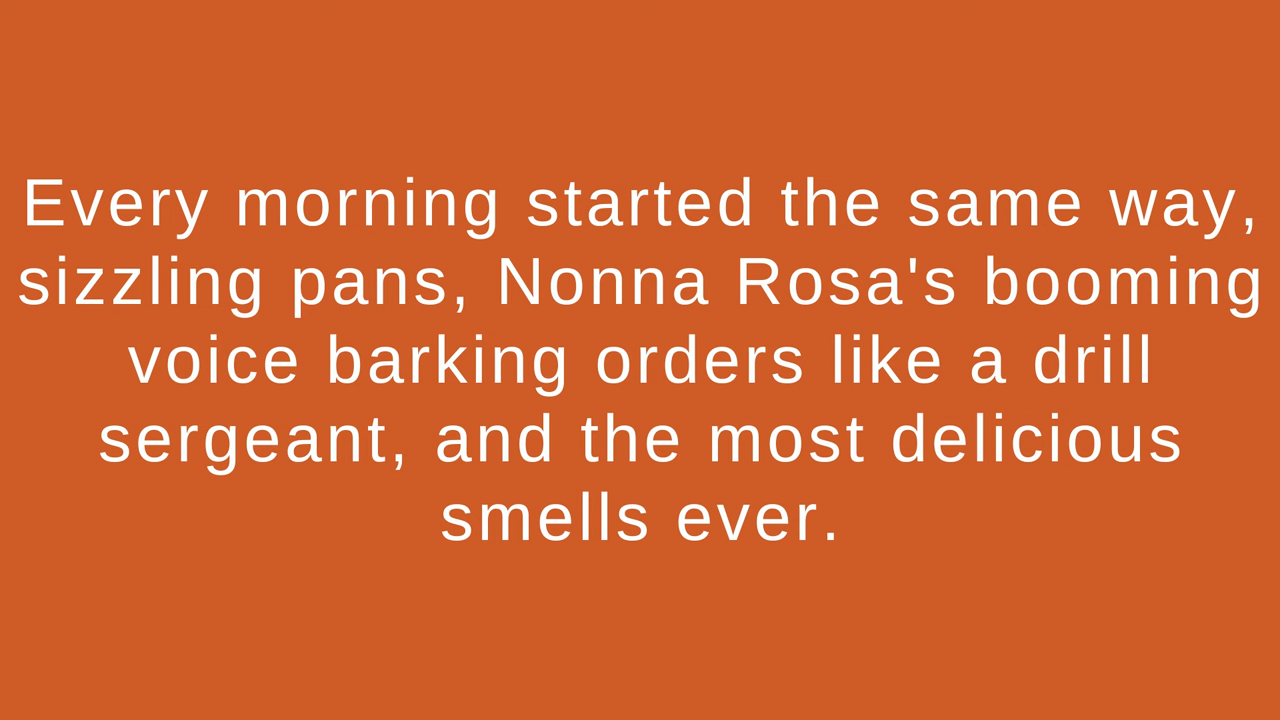 Every morning started the same way,
sizzling pans, Nonna Rosa's booming
voice barking orders like a drill
sergeant, and the most delicious
smells ever.